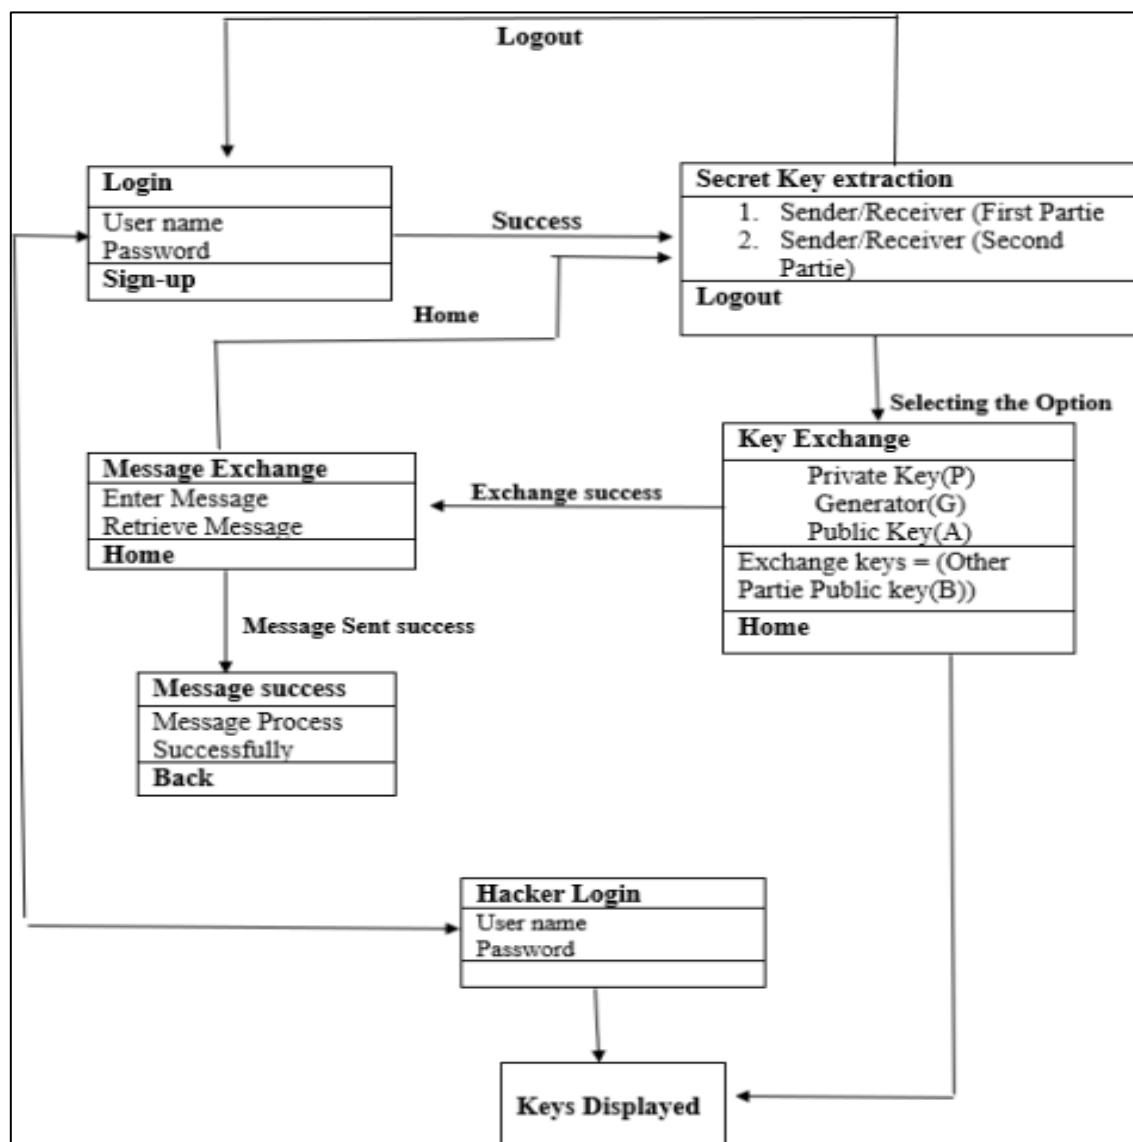 Logout
Login
User name
Password
Sign-up
Success
Secret Key extraction
1. Sender/Receiver (First Partie
2. Sender/Receiver (Second
Partie)
Logout
Home
Selecting the Option
Message Exchange
Enter Message
Retrieve Message
Home
Exchange success
Key Exchange
Private Key(P)
Generator(G)
Public Key(A)
Exchange keys = (Other
Partie Public key(B))
Home
Message Sent success
Message success
Message Process
Successfully
Back
Hacker Login
User name
Password
Keys Displayed